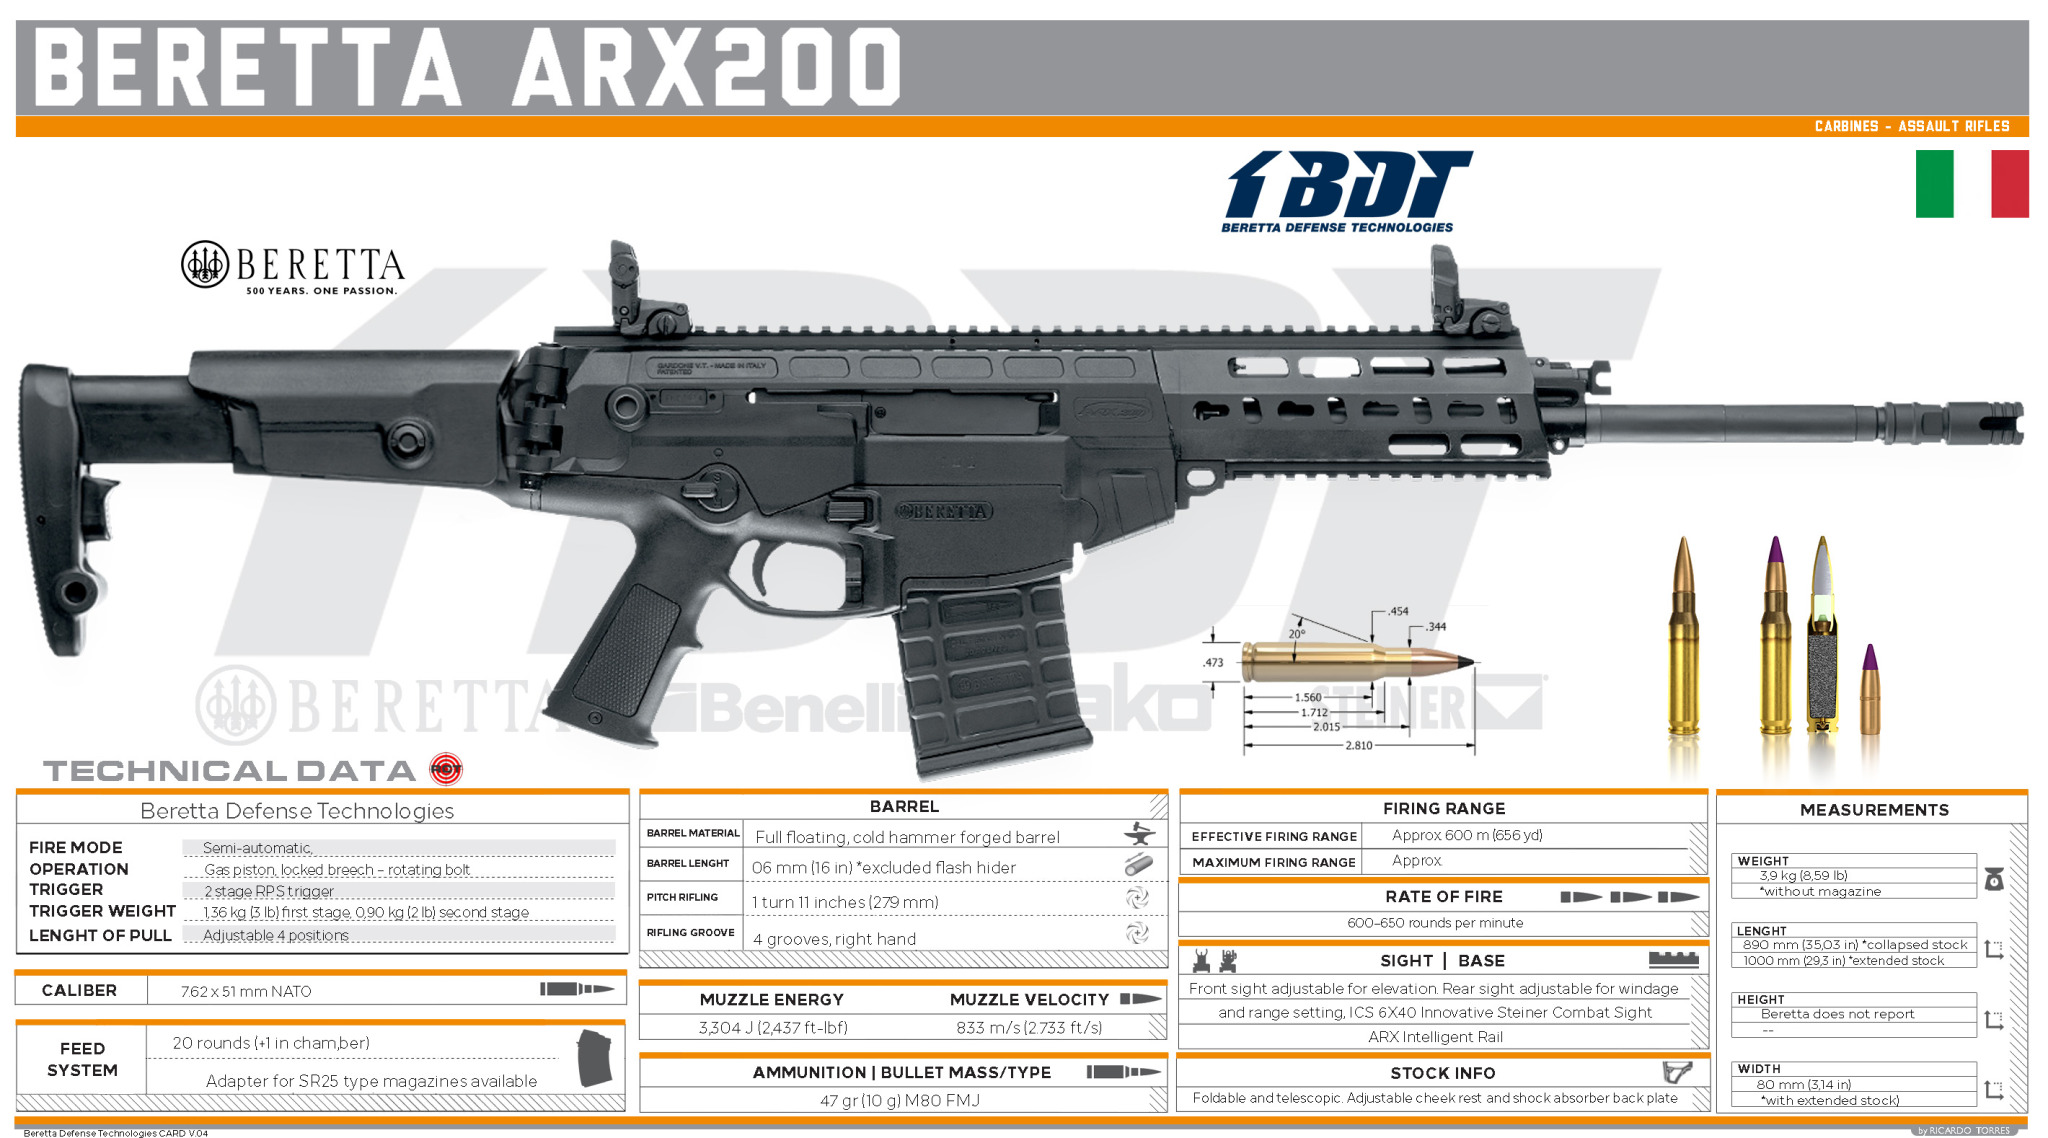 BERETTA ARX200
CARBINES - ASSAULT RIFLES
BDT
BERETTA DEFENSE TECHNOLOGIES
BERETTA
500 YEARS. ONE PASSION.
GARDONE V.T. - MADE IN ITALY
PATENTED
BERETTA
.454
20°
.344
.473
1.560
1.712
2.015
2.810
BERETTA
Benelli
ako
STEINER
TECHNICAL DATA
Beretta Defense Technologies
FIRE MODE Semi-automatic,
OPERATION Gas piston, locked breech – rotating bolt
TRIGGER 2 stage RPS trigger
TRIGGER WEIGHT 1,36 kg (3 lb) first stage, 0,90 kg (2 lb) second stage
LENGHT OF PULL Adjustable 4 positions
CALIBER 7.62 x 51 mm NATO
FEED SYSTEM
20 rounds (+1 in cham,ber)
Adapter for SR25 type magazines available
BARREL
BARREL MATERIAL Full floating, cold hammer forged barrel
BARREL LENGHT 06 mm (16 in) *excluded flash hider
PITCH RIFLING 1 turn 11 inches (279 mm)
RIFLING GROOVE 4 grooves, right hand
MUZZLE ENERGY MUZZLE VELOCITY
3,304 J (2,437 ft-lbf) 833 m/s (2.733 ft/s)
AMMUNITION | BULLET MASS/TYPE
47 gr (10 g) M80 FMJ
FIRING RANGE
EFFECTIVE FIRING RANGE Approx 600 m (656 yd)
MAXIMUM FIRING RANGE Approx.
RATE OF FIRE
600–650 rounds per minute
SIGHT | BASE
Front sight adjustable for elevation. Rear sight adjustable for windage
and range setting, ICS 6X40 Innovative Steiner Combat Sight
ARX Intelligent Rail
STOCK INFO
Foldable and telescopic. Adjustable cheek rest and shock absorber back plate
MEASUREMENTS
WEIGHT
3,9 kg (8,59 lb)
*without magazine
LENGHT
890 mm (35,03 in) *collapsed stock
1000 mm (29,3 in) *extended stock
HEIGHT
Beretta does not report
--
WIDTH
80 mm (3,14 in)
*with extended stock)
Beretta Defense Technologies CARD V.04
by RICARDO TORRES